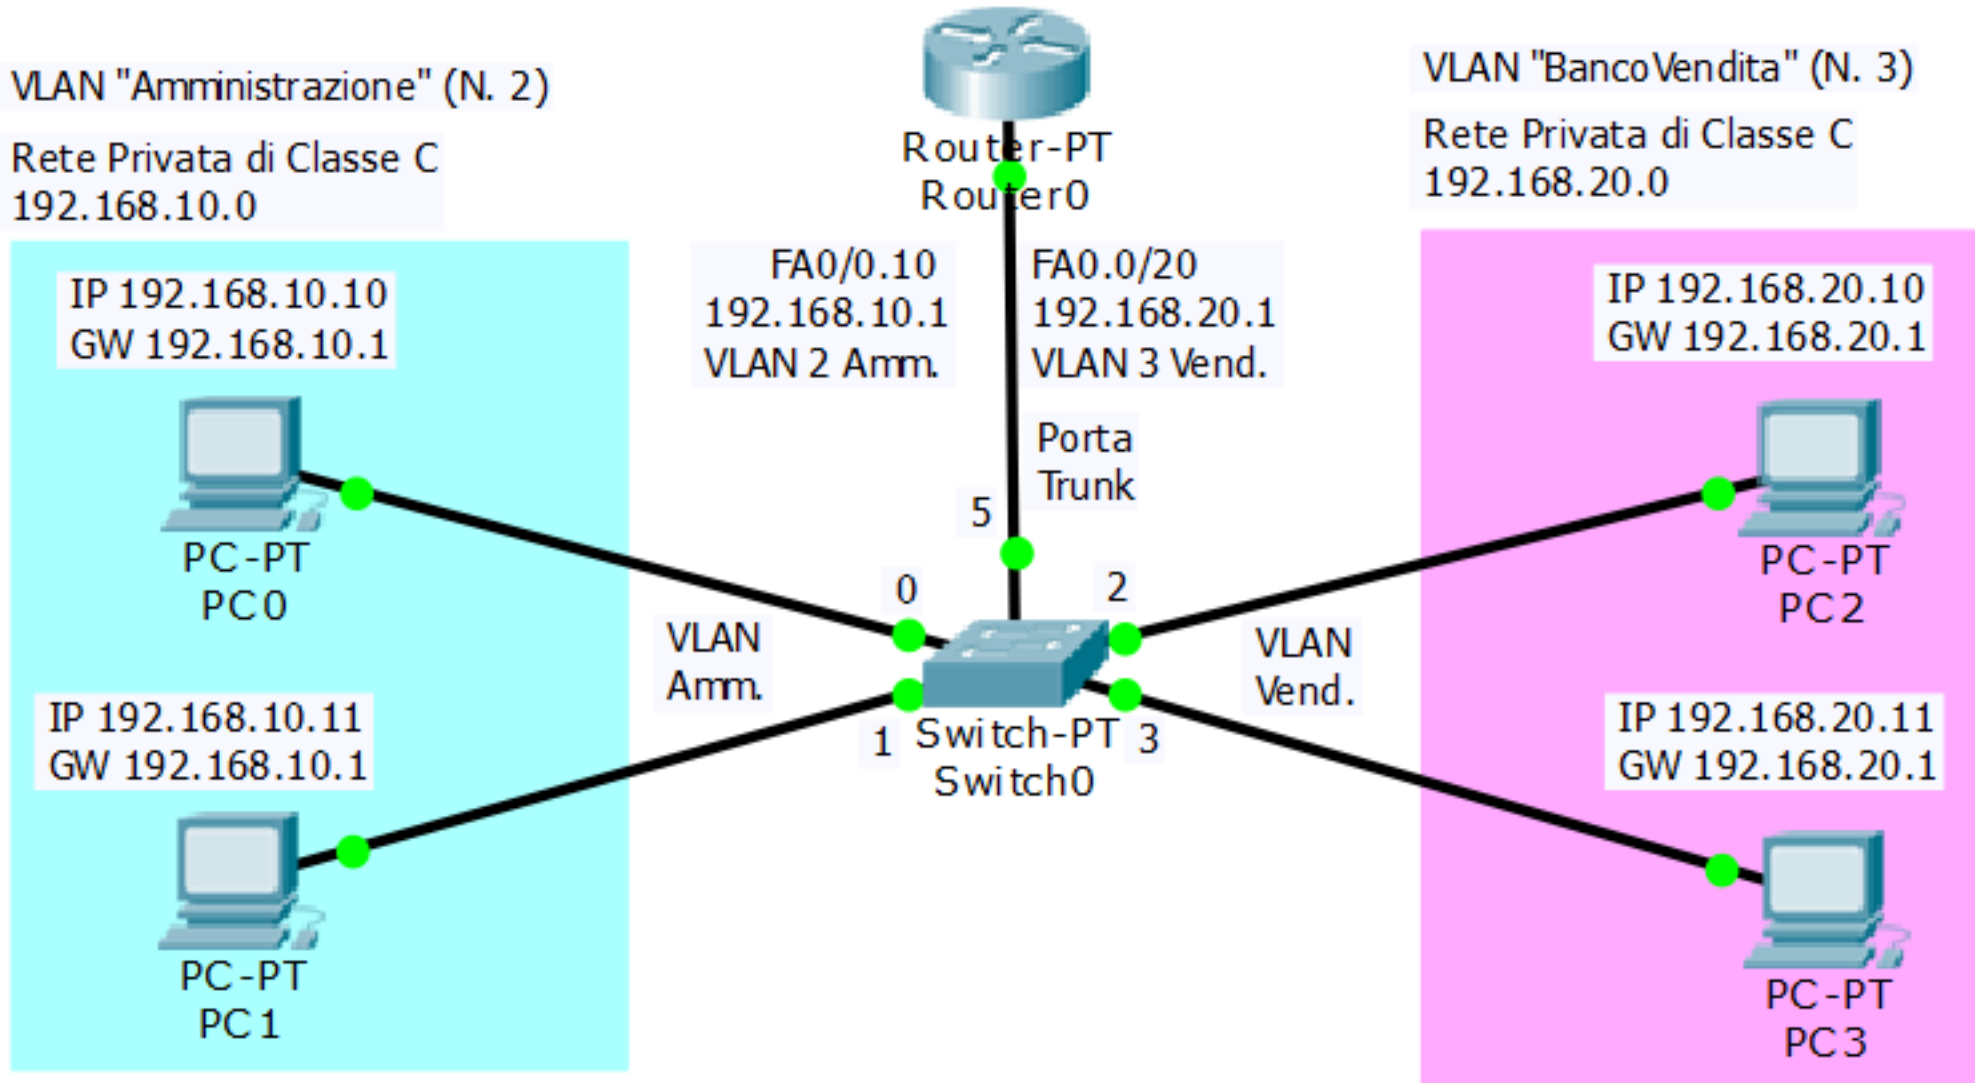 VLAN "Amministrazione" (N. 2)
Rete Privata di Classe C
192.168.10.0
IP 192.168.10.10
GW 192.168.10.1
PC-PT
PC0
IP 192.168.10.11
GW 192.168.10.1
PC-PT
PC1
Router-PT
Router0
FA0/0.10
192.168.10.1
VLAN 2 Amm.
FA0.0/20
192.168.20.1
VLAN 3 Vend.
Porta
Trunk
5
0
2
VLAN
Amm.
VLAN
Vend.
1
3
Switch-PT
Switch0
VLAN "BancoVendita" (N. 3)
Rete Privata di Classe C
192.168.20.0
IP 192.168.20.10
GW 192.168.20.1
PC-PT
PC2
IP 192.168.20.11
GW 192.168.20.1
PC-PT
PC3